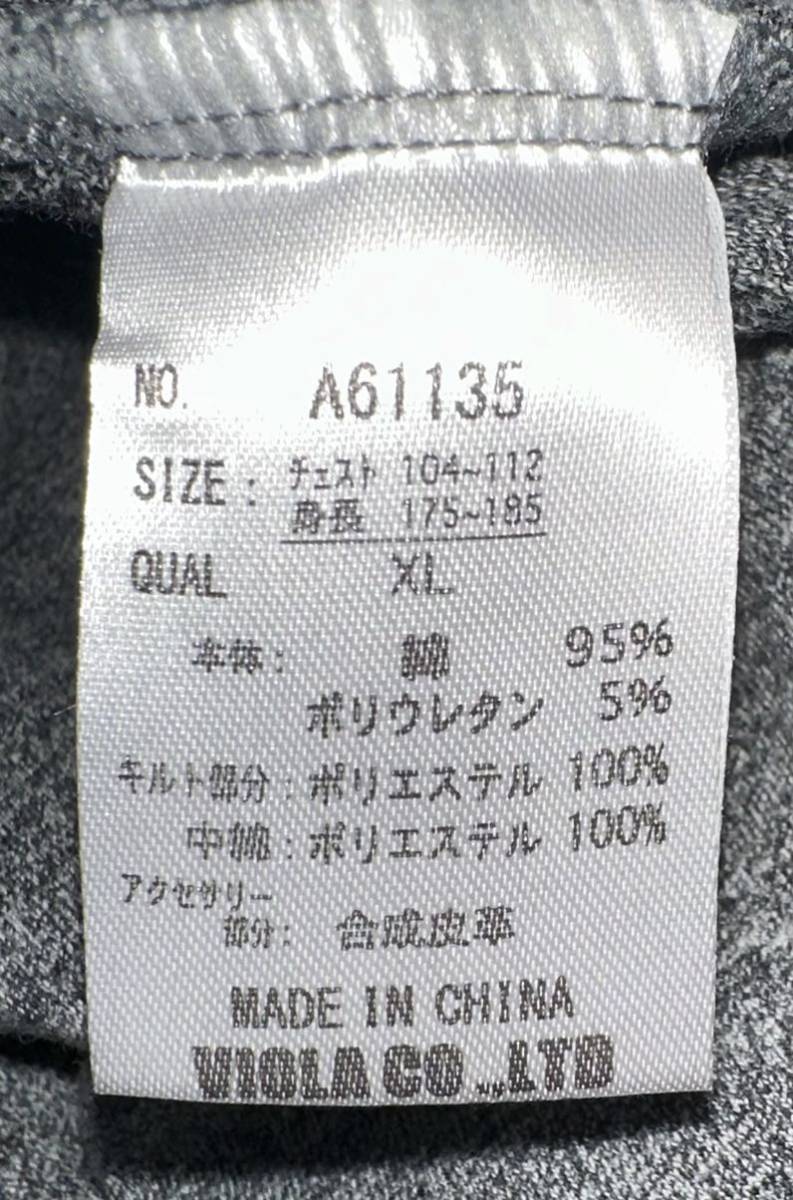 NO. A61135
SIZE: チェスト 104~112
身長 175~185
QUAL XL
本体: 綿 95%
ポリウレタン 5%
キルト部分:ポリエステル 100%
中綿:ポリエステル 100%
アクセサリー
部分: 合成皮革
MADE IN CHINA
VIOLA CO.,LTD